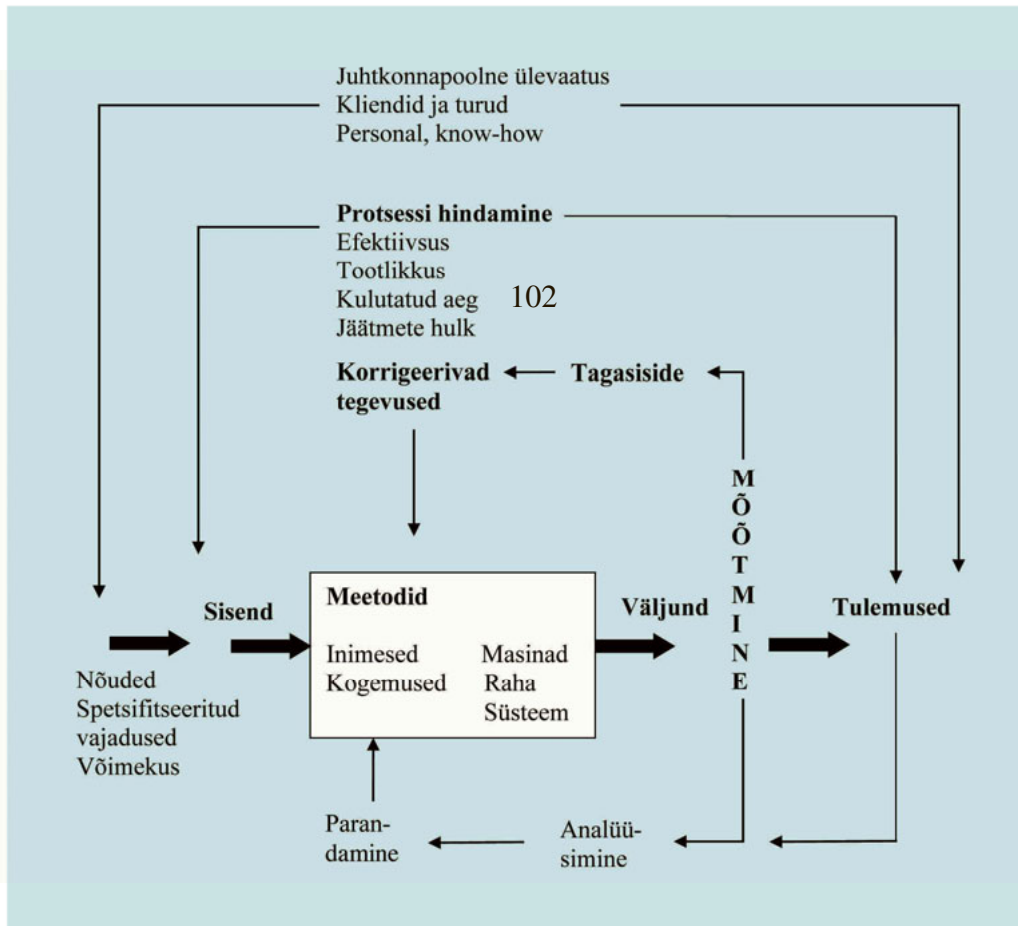 Juhtkonnapoolne ülevaatus
Kliendid ja turud
Personal, know-how
Protsessi hindamine
Efektiivsus
Tootlikkus
Kulutatud aeg 102
Jäätmete hulk
Korrigeerivad
tegevused
Tagasiside
MÕÕTMINE
Sisend
Nõuded
Spetsifitseeritud
vajadused
Võimekus
Meetodid
Inimesed
Kogemused
Masinad
Raha
Süsteem
Väljund
Tulemused
Paran-
damine
Analüü-
simine